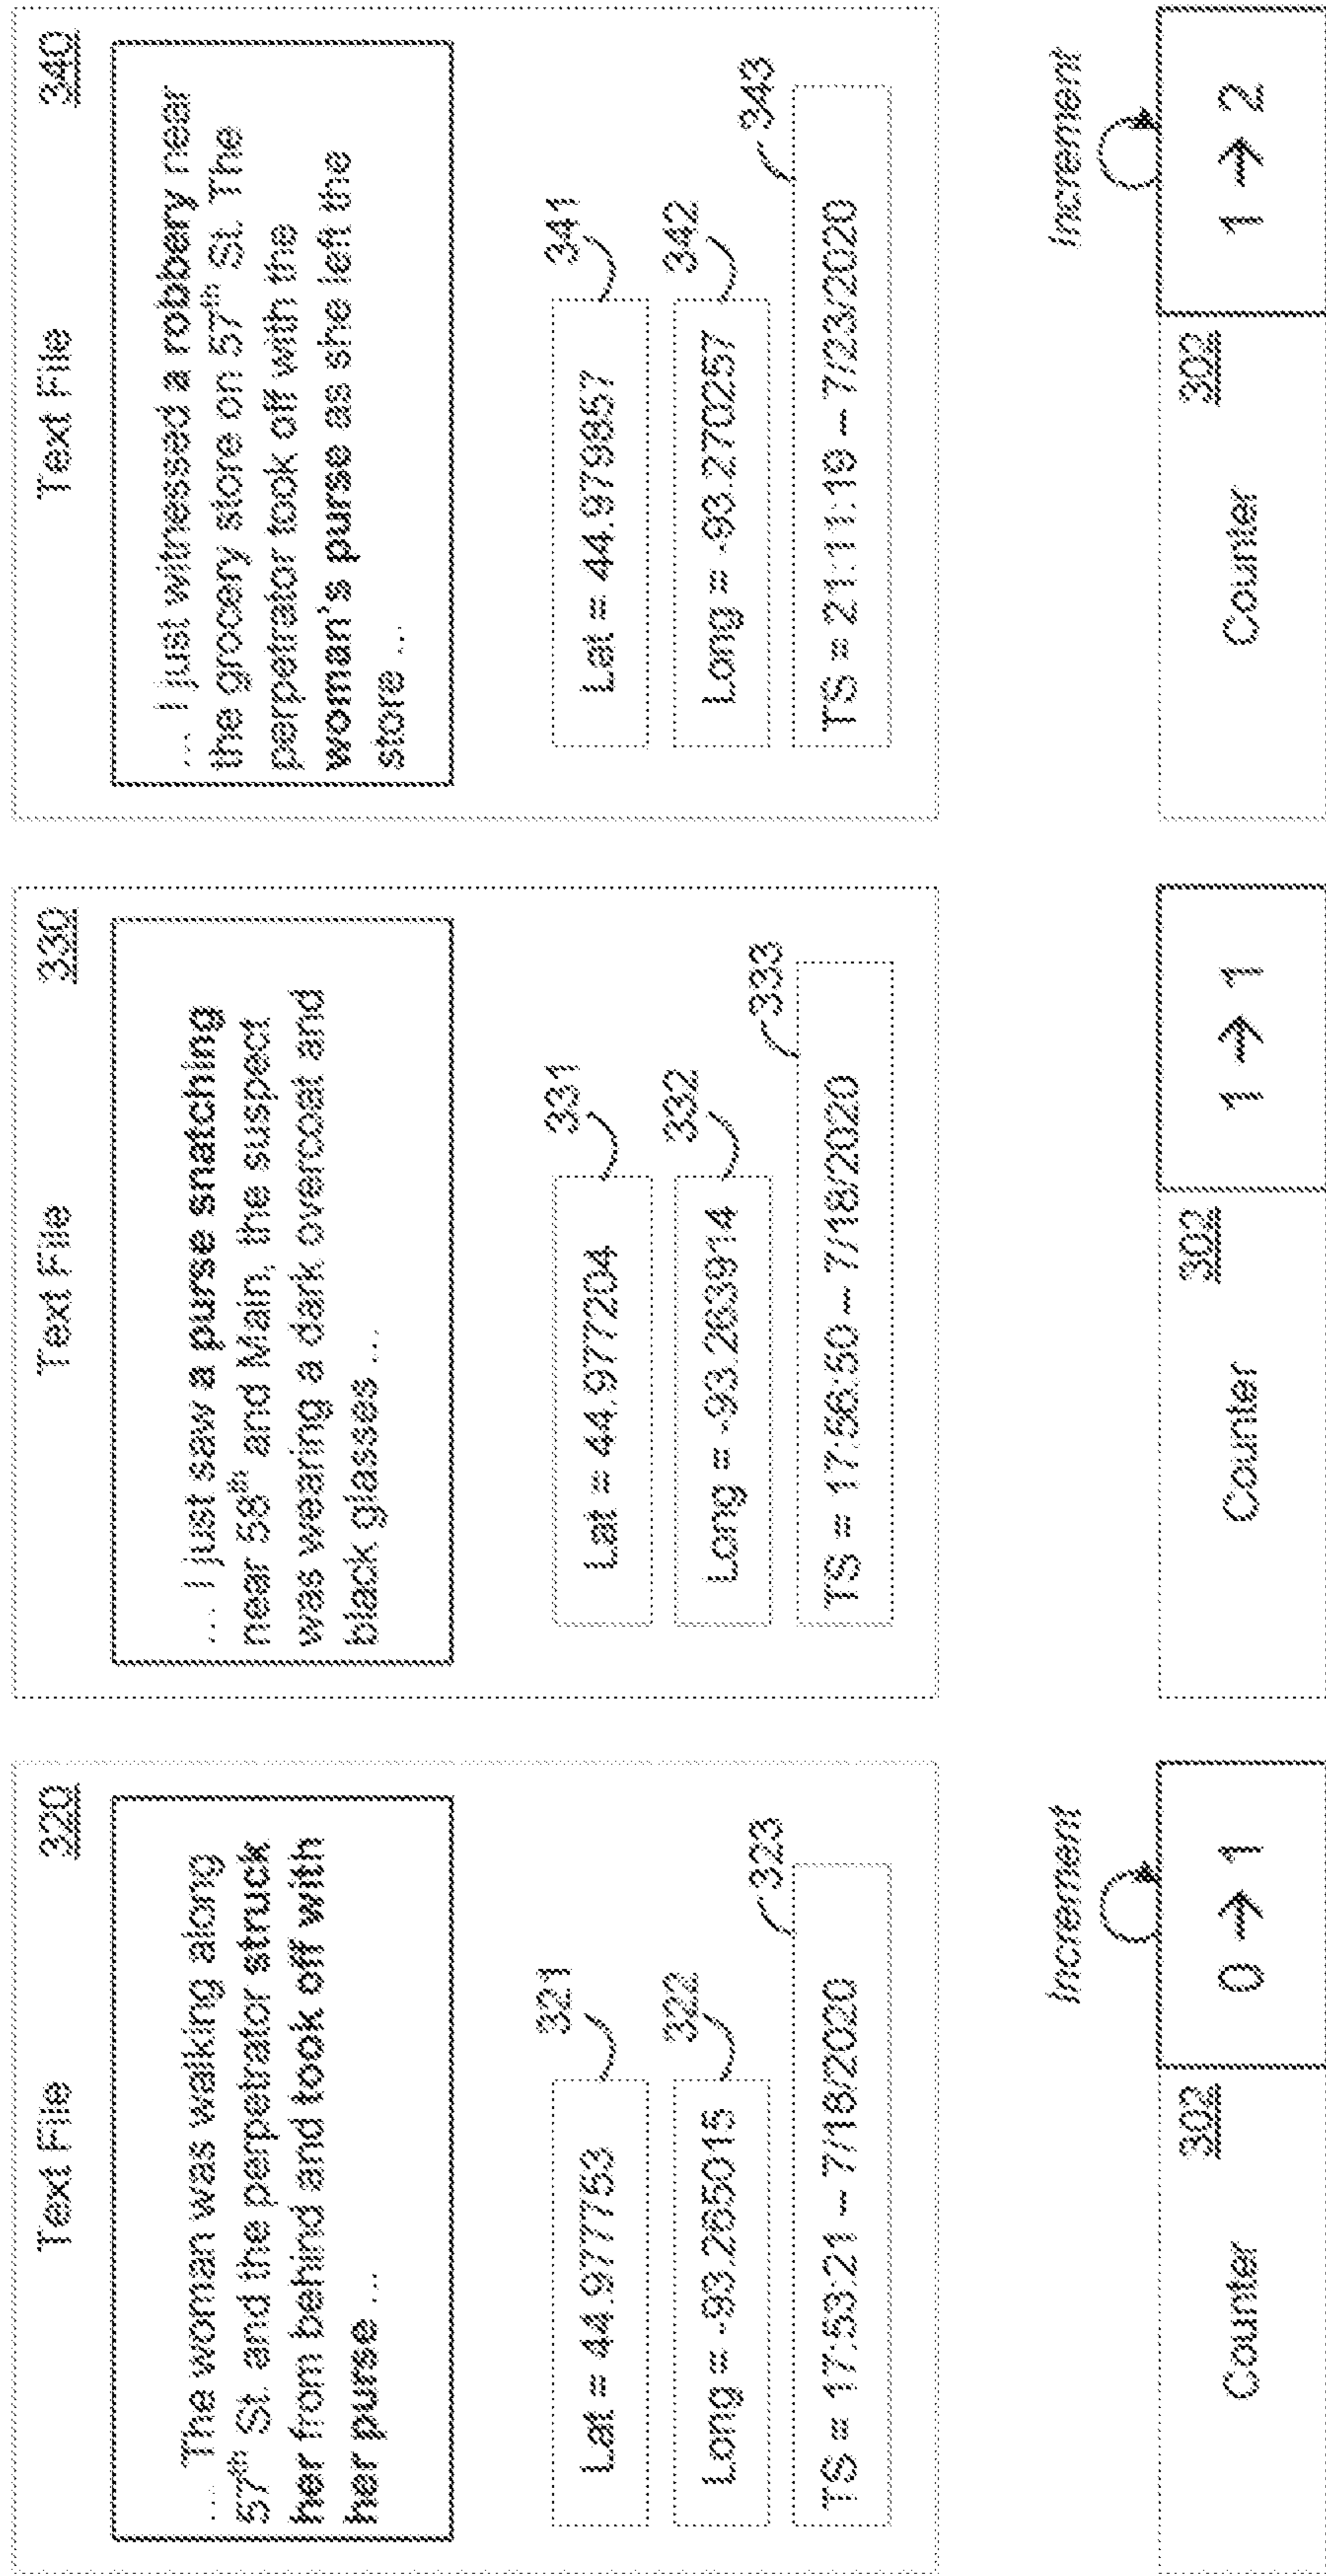 Text File
320
... The woman was walking along
57th St. and the perpetrator struck
her from behind and took off with
her purse ...
321
Lat = 44.977753
322
Long = -93.265015
323
TS = 17:53:21 – 7/18/2020
Increment
Counter
302
0 → 1
Text File
330
... I just saw a purse snatching
near 58th and Main, the suspect
was wearing a dark overcoat and
black glasses ...
331
Lat = 44.977204
332
Long = -93.263914
333
TS = 17:56:50 – 7/18/2020
Counter
302
1 → 1
Text File
340
... I just witnessed a robbery near
the grocery store on 57th St. The
perpetrator took off with the
woman's purse as she left the
store ...
341
Lat = 44.979857
342
Long = -93.270257
343
TS = 21:11:19 – 7/23/2020
Increment
Counter
302
1 → 2